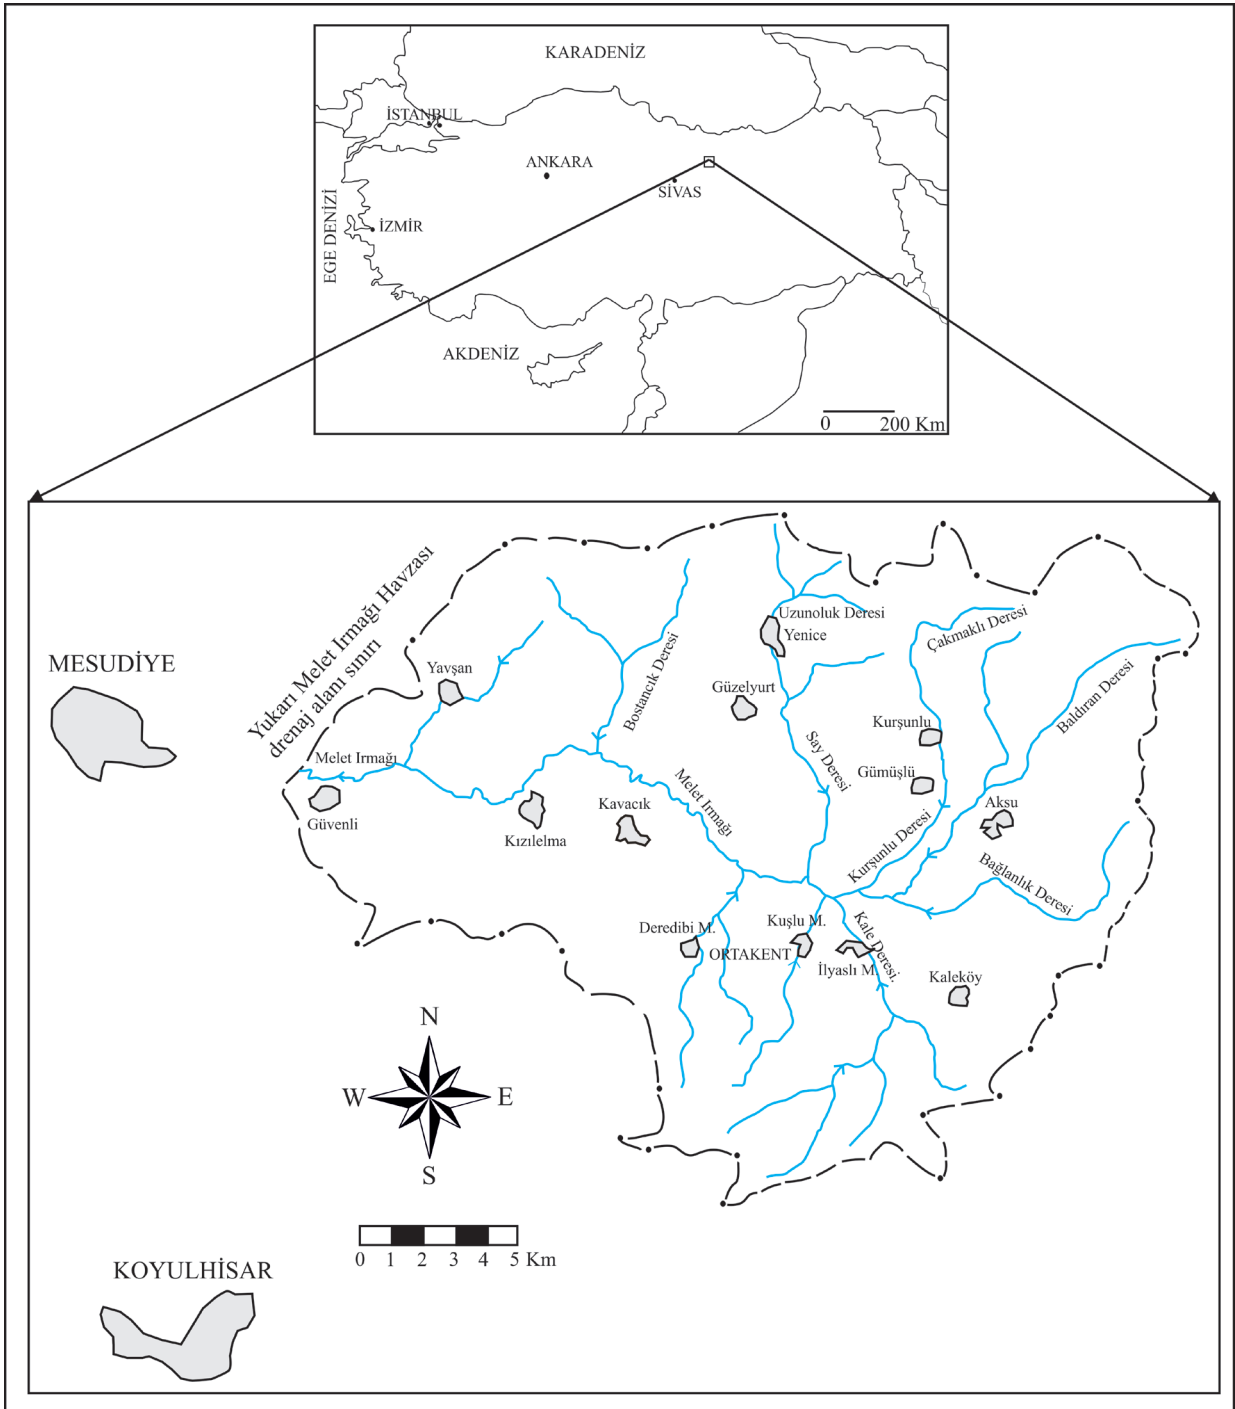 KARADENİZ
İSTANBUL
ANKARA
SİVAS
EGE DENİZİ
İZMİR
AKDENİZ
0
200 Km
Yukarı Melet Irmağı Havzası
drenaj alanı sınırı
MESUDİYE
Yavşan
Bostancık Deresi
Uzunoluk Deresi
Yenice
Çakmaklı Deresi
Baldıran Deresi
Güzelyurt
Kurşunlu
Say Deresi
Melet Irmağı
Gümüşlü
Melet Irmağı
Aksu
Kavacık
Güvenli
Kızılelma
Kurşunlu Deresi
Bağlanlık Deresi
Deredibi M.
Kuşlu M.
Kale Deresi.
ORTAKENT
İlyaslı M.
Kaleköy
N
W
E
S
0 1 2 3 4 5 Km
KOYULHİSAR